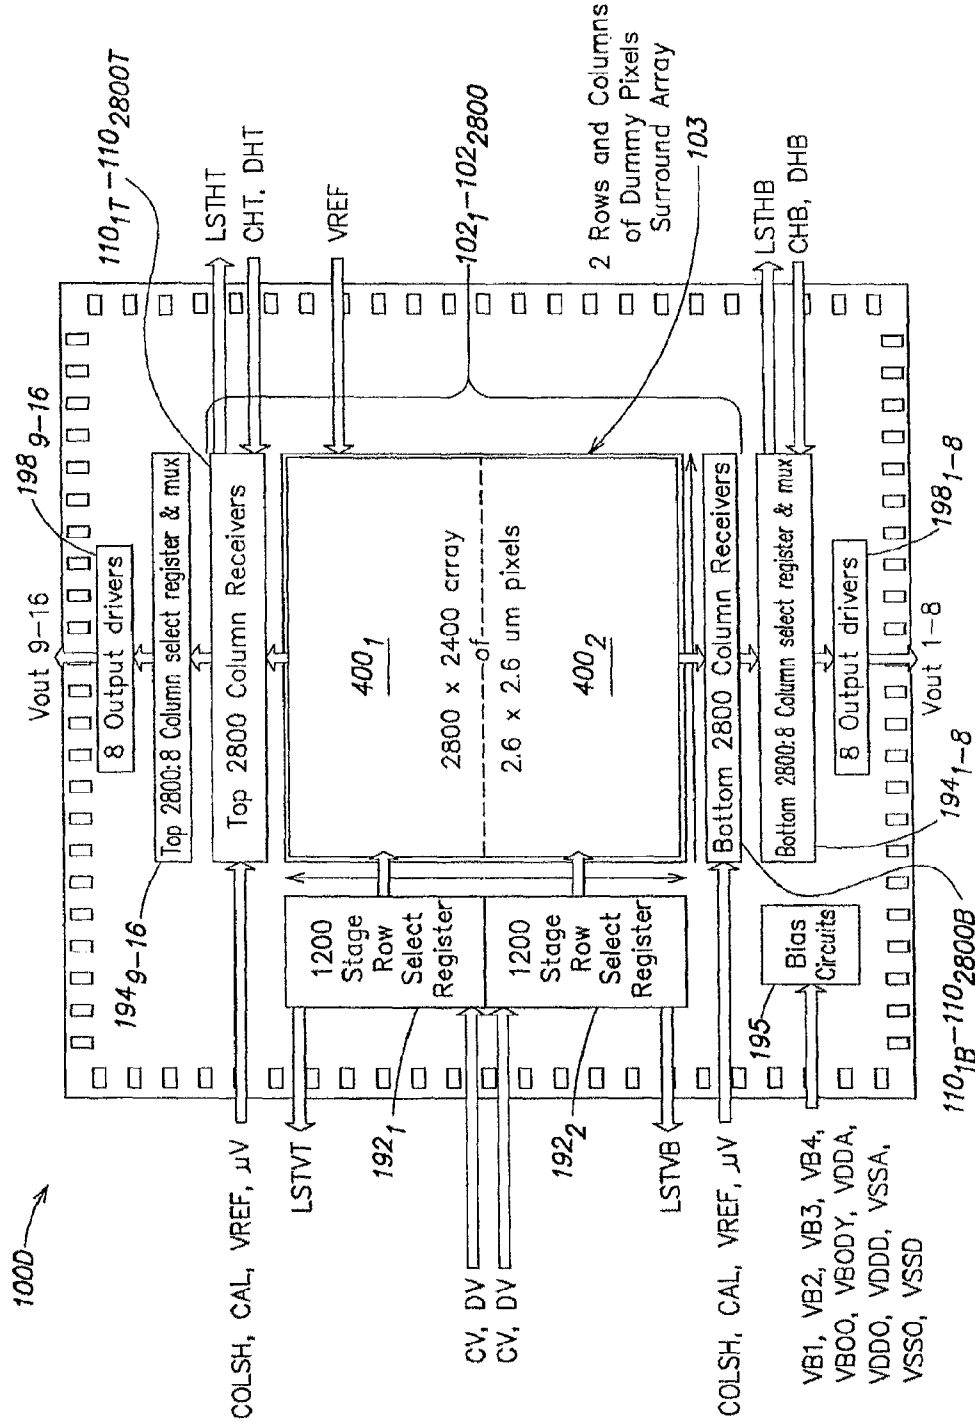 100D
Vout 9-16
198 9-16
8 Output drivers
194 9-16
Top 2800:8 Column select register & mux
110 1T – 110 2800T
Top 2800 Column Receivers
LSTHT
CHT, DHT
VREF
COLSH, CAL, VREF, µV
LSTVT
1200
Stage
Row
Select
Register
192 1
400 1
2800 x 2400 array
of
2.6 x 2.6 um pixels
400 2
102 1 – 102 2800
2 Rows and Columns
of Dummy Pixels
Surround Array
103
CV, DV
CV, DV
1200
Stage
Row
Select
Register
192 2
LSTVB
COLSH, CAL, VREF, µV
Bottom 2800 Column Receivers
110 1B – 110 2800B
LSTHB
CHB, DHB
Bottom 2800:8 Column select register & mux
194 1-8
195
Bias
Circuits
VB1, VB2, VB3, VB4,
VBOO, VBODY, VDDA,
VDDO, VDDD, VSSA,
VSSO, VSSD
8 Output drivers
198 1-8
Vout 1-8